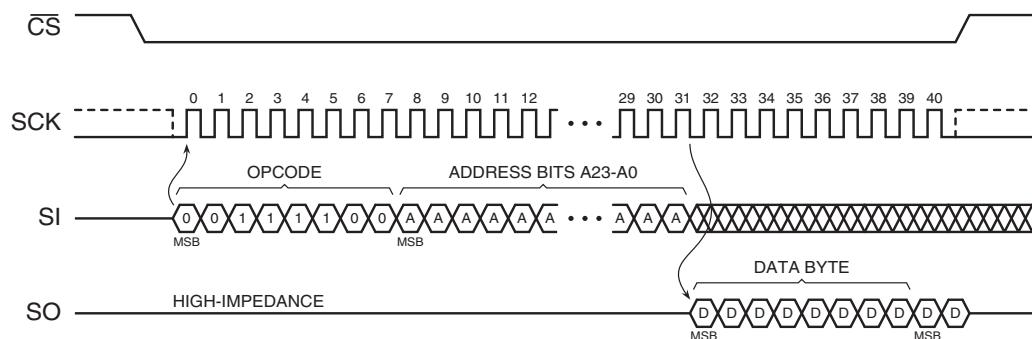 CS
0 1 2 3 4 5 6 7 8 9 10 11 12 29 30 31 32 33 34 35 36 37 38 39 40
SCK
OPCODE ADDRESS BITS A23-A0
SI 0 0 1 1 1 1 0 0 A A A A A A A A A
MSB MSB
DATA BYTE
HIGH-IMPEDANCE
SO D D D D D D D D D D
MSB MSB